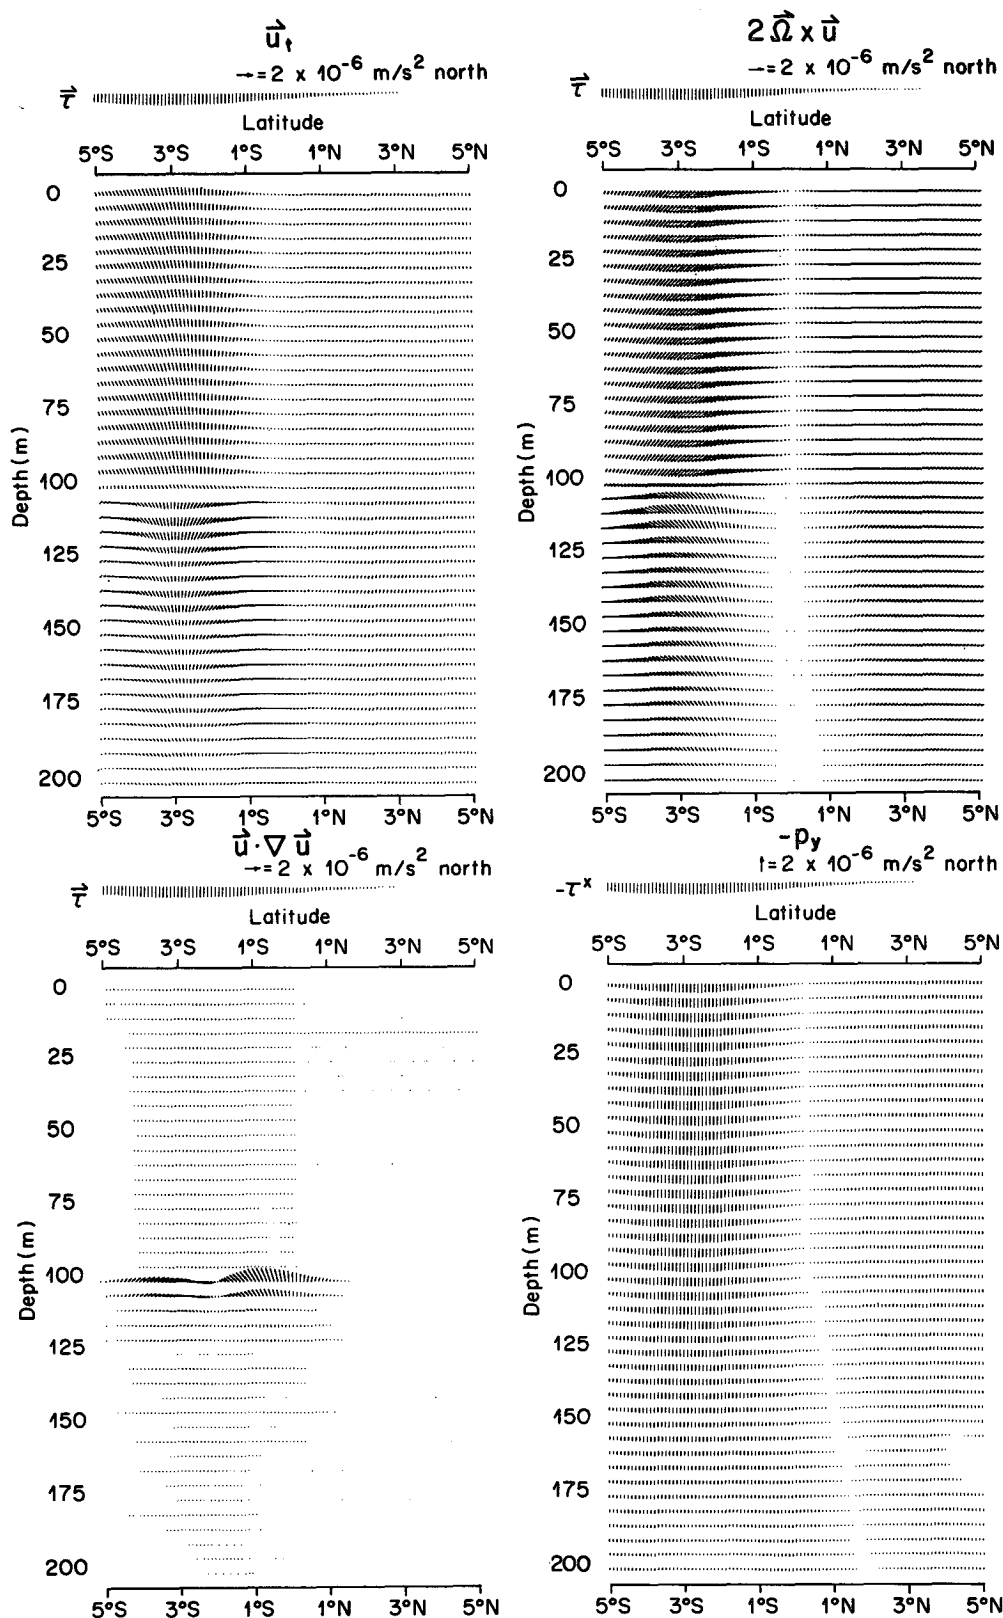 u⃗ₜ
→= 2 x 10⁻⁶ m/s² north
τ⃗
Latitude
5°S 3°S 1°S 1°N 3°N 5°N
0
25
50
75
100
125
150
175
200
Depth(m)
5°S 3°S 1°S 1°N 3°N 5°N
2Ω⃗ x u⃗
→= 2 x 10⁻⁶ m/s² north
τ⃗
Latitude
5°S 3°S 1°S 1°N 3°N 5°N
0
25
50
75
100
125
150
175
200
Depth(m)
5°S 3°S 1°S 1°N 3°N 5°N
u⃗·∇u⃗
→= 2 x 10⁻⁶ m/s² north
τ⃗
Latitude
5°S 3°S 1°S 1°N 3°N 5°N
0
25
50
75
100
125
150
175
200
Depth(m)
5°S 3°S 1°S 1°N 3°N 5°N
-p_y
↑= 2 x 10⁻⁶ m/s² north
-τˣ
Latitude
5°S 3°S 1°S 1°N 3°N 5°N
0
25
50
75
100
125
150
175
200
Depth(m)
5°S 3°S 1°S 1°N 3°N 5°N